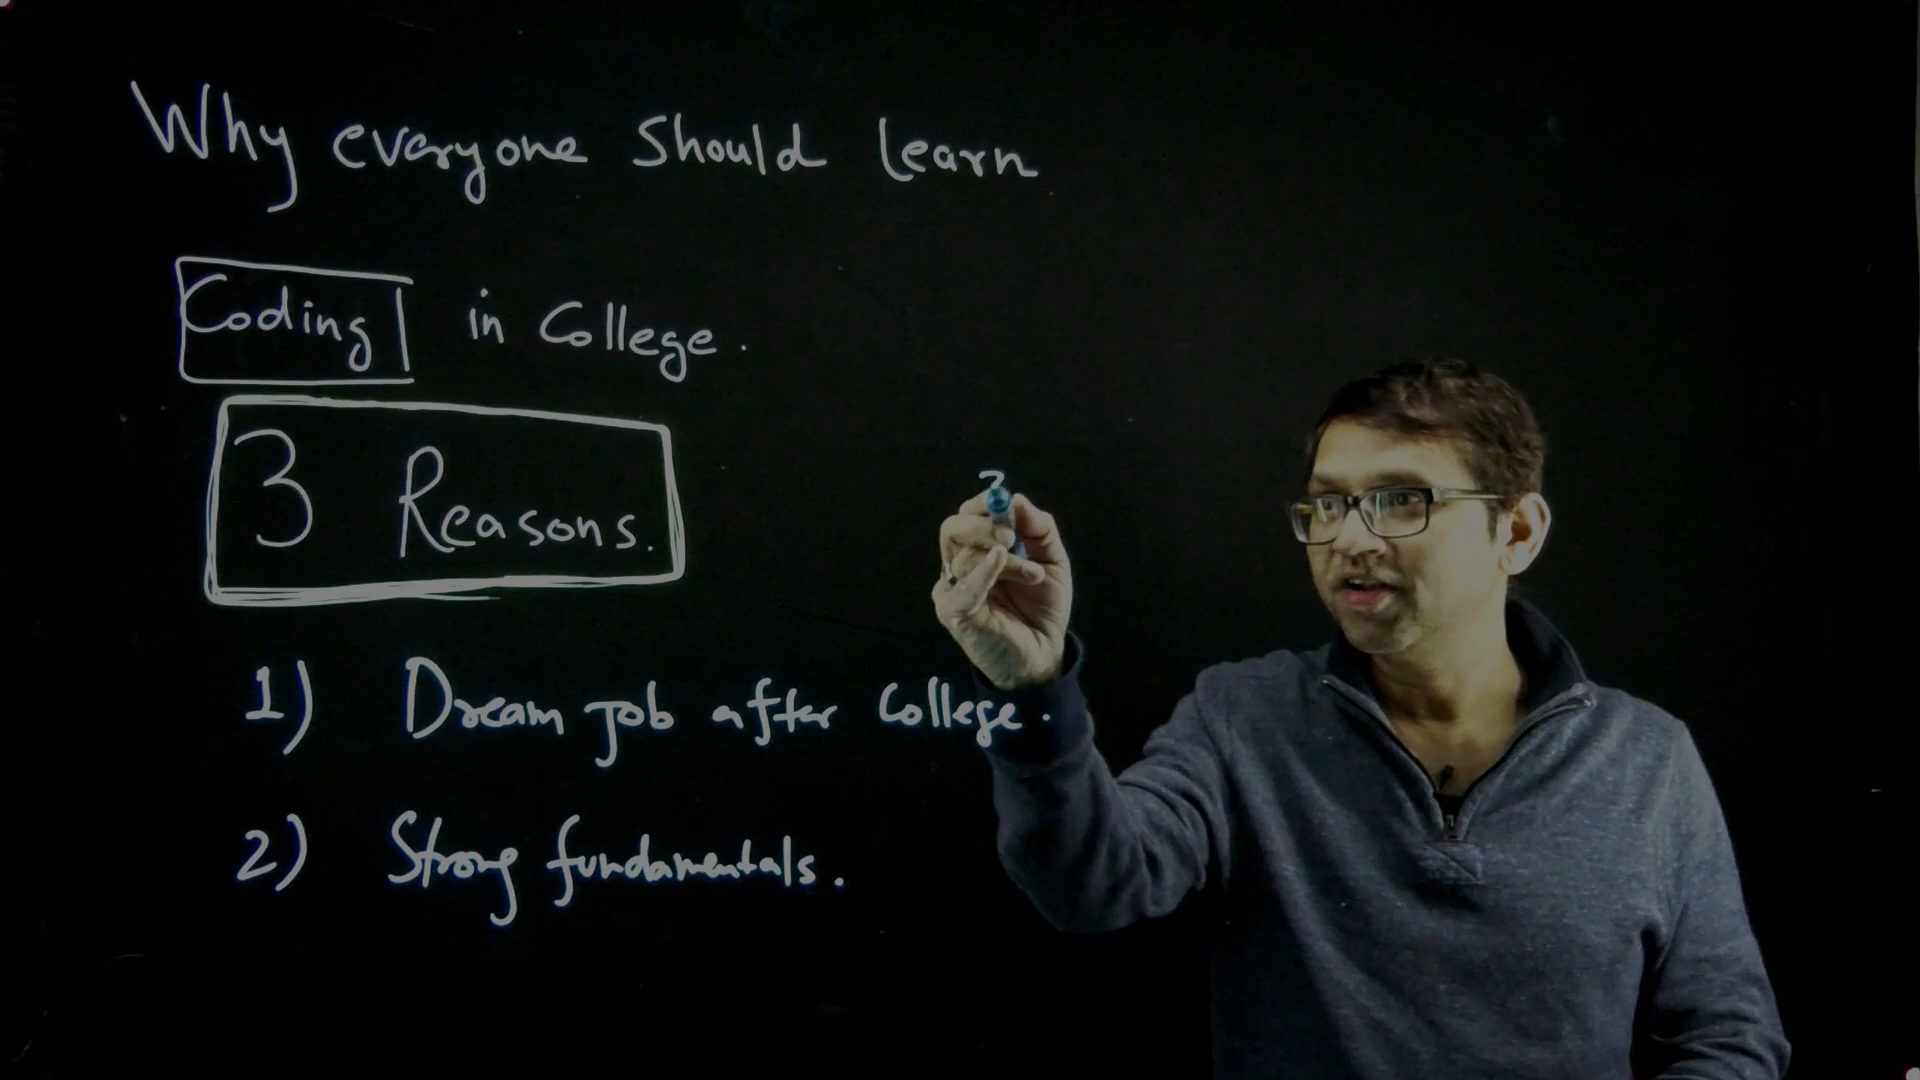 Why everyone should learn
Coding in College.
3 Reasons.
1) Dream Job after College.
2) Strong fundamentals.